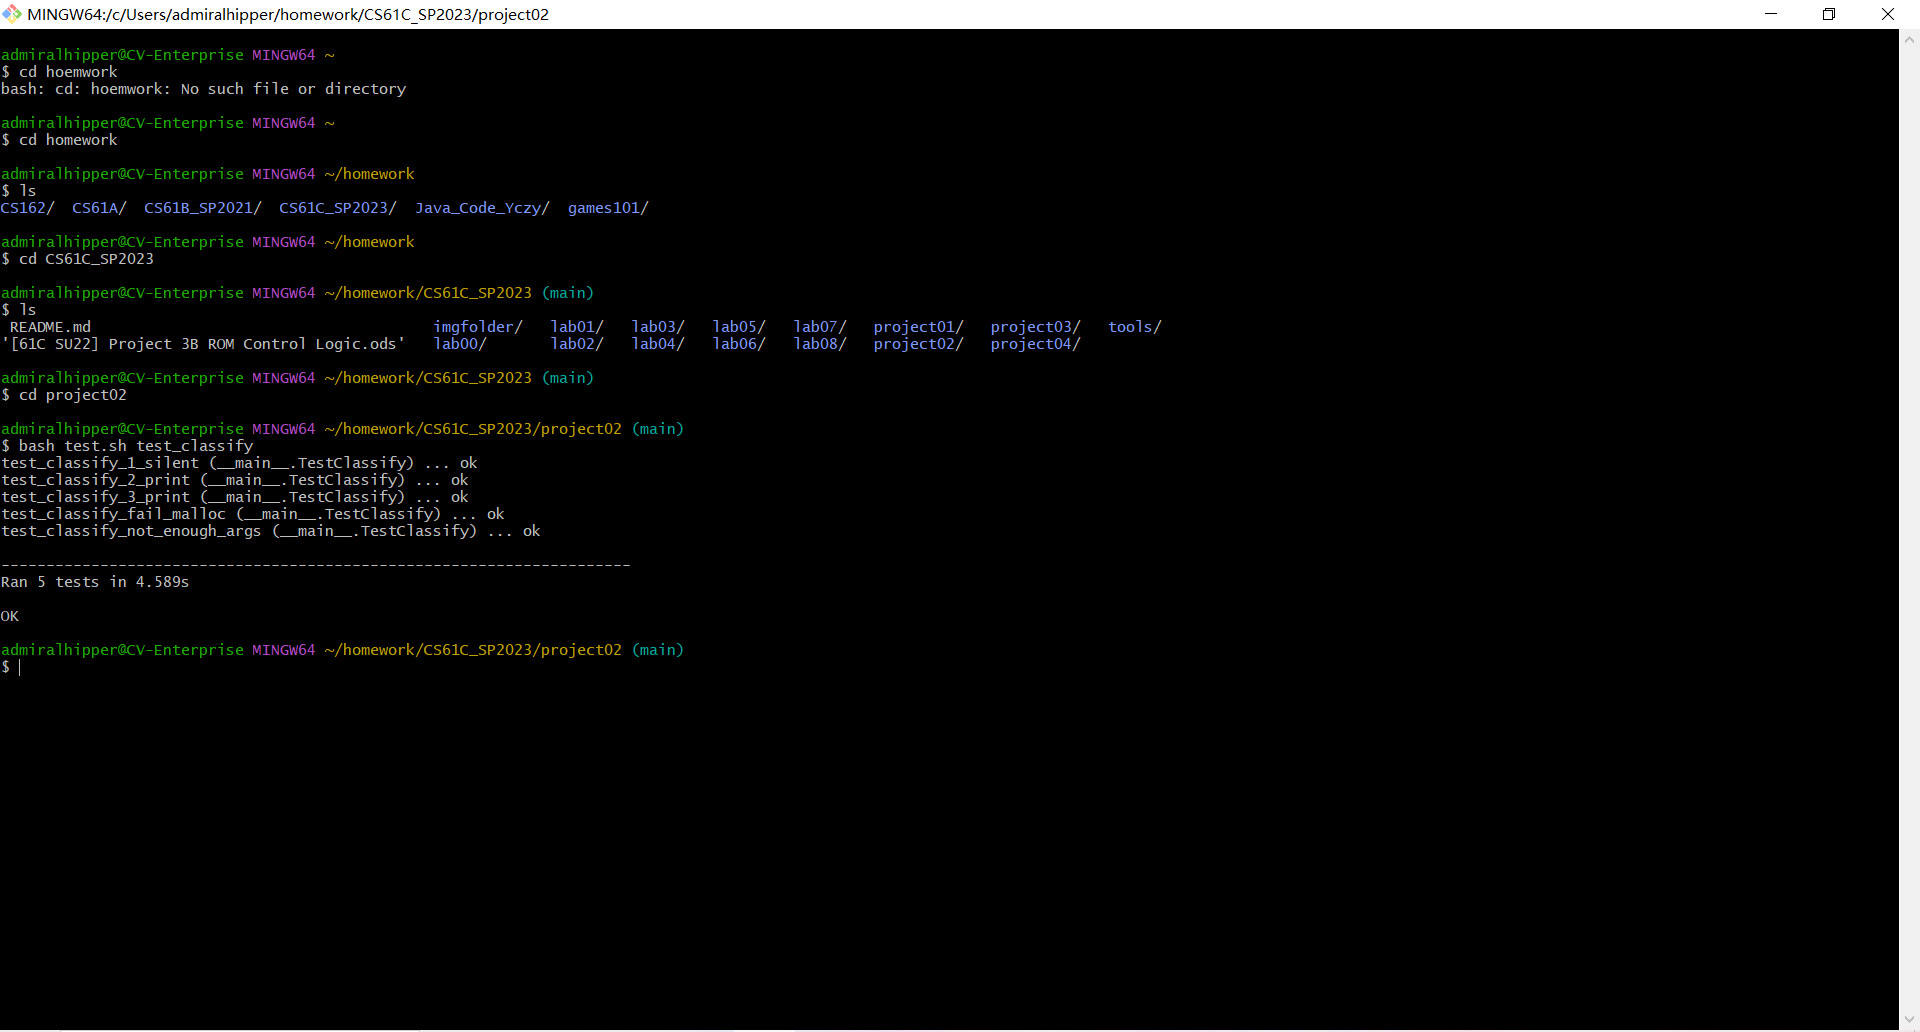 MINGW64:/c/Users/admiralhipper/homework/CS61C_SP2023/project02
admiralhipper@CV-Enterprise MINGW64 ~
$ cd hoemwork
bash: cd: hoemwork: No such file or directory
admiralhipper@CV-Enterprise MINGW64 ~
$ cd homework
admiralhipper@CV-Enterprise MINGW64 ~/homework
$ ls
CS162/  CS61A/  CS61B_SP2021/  CS61C_SP2023/  Java_Code_Yczy/  games101/
admiralhipper@CV-Enterprise MINGW64 ~/homework
$ cd CS61C_SP2023
admiralhipper@CV-Enterprise MINGW64 ~/homework/CS61C_SP2023 (main)
$ ls
 README.md                                      imgfolder/   lab01/   lab03/   lab05/   lab07/   project01/   project03/   tools/
'[61C SU22] Project 3B ROM Control Logic.ods'   lab00/       lab02/   lab04/   lab06/   lab08/   project02/   project04/
admiralhipper@CV-Enterprise MINGW64 ~/homework/CS61C_SP2023 (main)
$ cd project02
admiralhipper@CV-Enterprise MINGW64 ~/homework/CS61C_SP2023/project02 (main)
$ bash test.sh test_classify
test_classify_1_silent (__main__.TestClassify) ... ok
test_classify_2_print (__main__.TestClassify) ... ok
test_classify_3_print (__main__.TestClassify) ... ok
test_classify_fail_malloc (__main__.TestClassify) ... ok
test_classify_not_enough_args (__main__.TestClassify) ... ok
----------------------------------------------------------------------
Ran 5 tests in 4.589s
OK
admiralhipper@CV-Enterprise MINGW64 ~/homework/CS61C_SP2023/project02 (main)
$